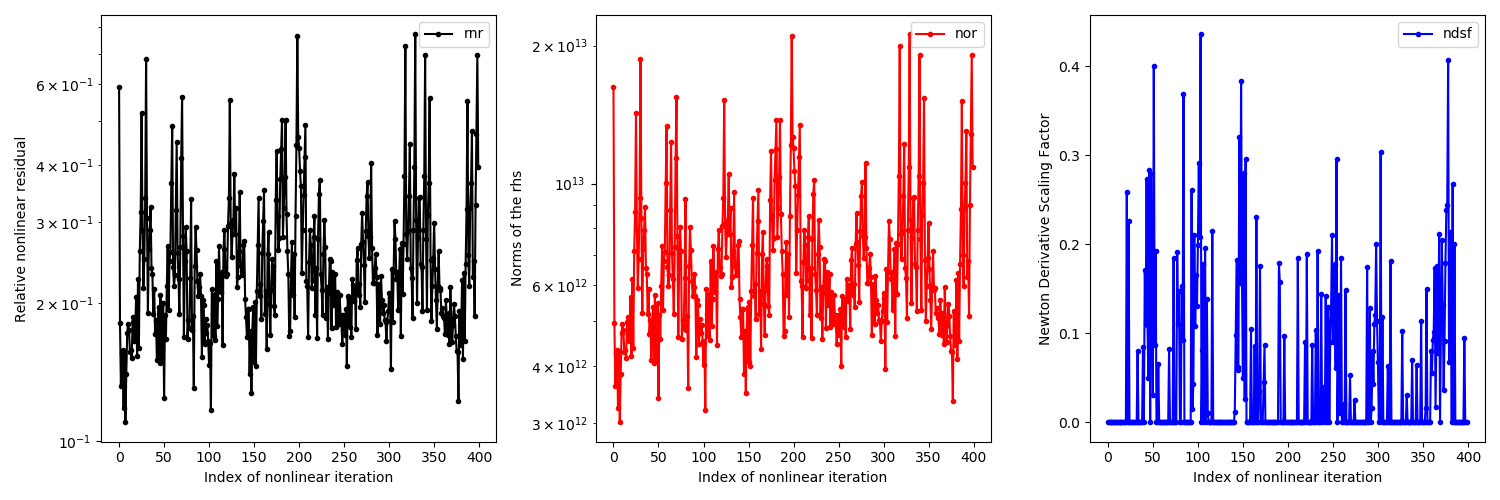 Relative nonlinear residual
6 × 10⁻¹
4 × 10⁻¹
3 × 10⁻¹
2 × 10⁻¹
10⁻¹
rnr
0 50 100 150 200 250 300 350 400
Index of nonlinear iteration
Norms of the rhs
2 × 10¹³
10¹³
6 × 10¹²
4 × 10¹²
3 × 10¹²
nor
0 50 100 150 200 250 300 350 400
Index of nonlinear iteration
Newton Derivative Scaling Factor
0.4
0.3
0.2
0.1
0.0
ndsf
0 50 100 150 200 250 300 350 400
Index of nonlinear iteration